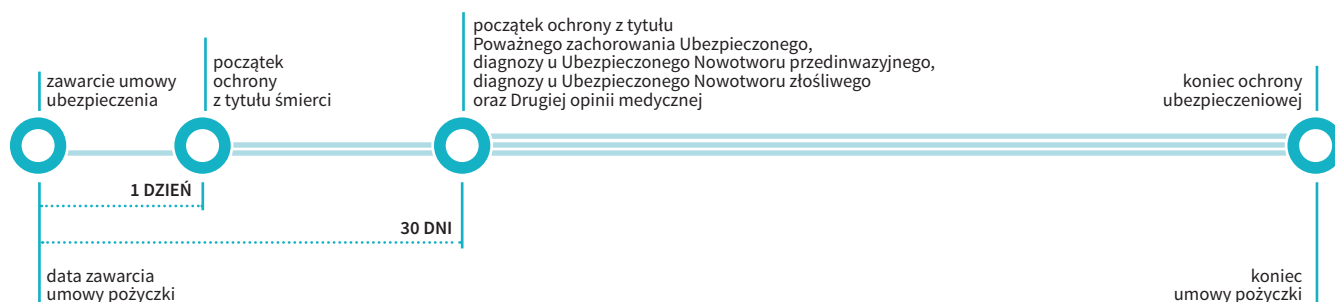 zawarcie umowy
ubezpieczenia
początek
ochrony
z tytułu śmierci
początek ochrony z tytułu
Poważnego zachorowania Ubezpieczonego,
diagnozy u Ubezpieczonego Nowotworu przedinwazyjnego,
diagnozy u Ubezpieczonego Nowotworu złośliwego
oraz Drugiej opinii medycznej
koniec ochrony
ubezpieczeniowej
1 DZIEŃ
30 DNI
data zawarcia
umowy pożyczki
koniec
umowy pożyczki